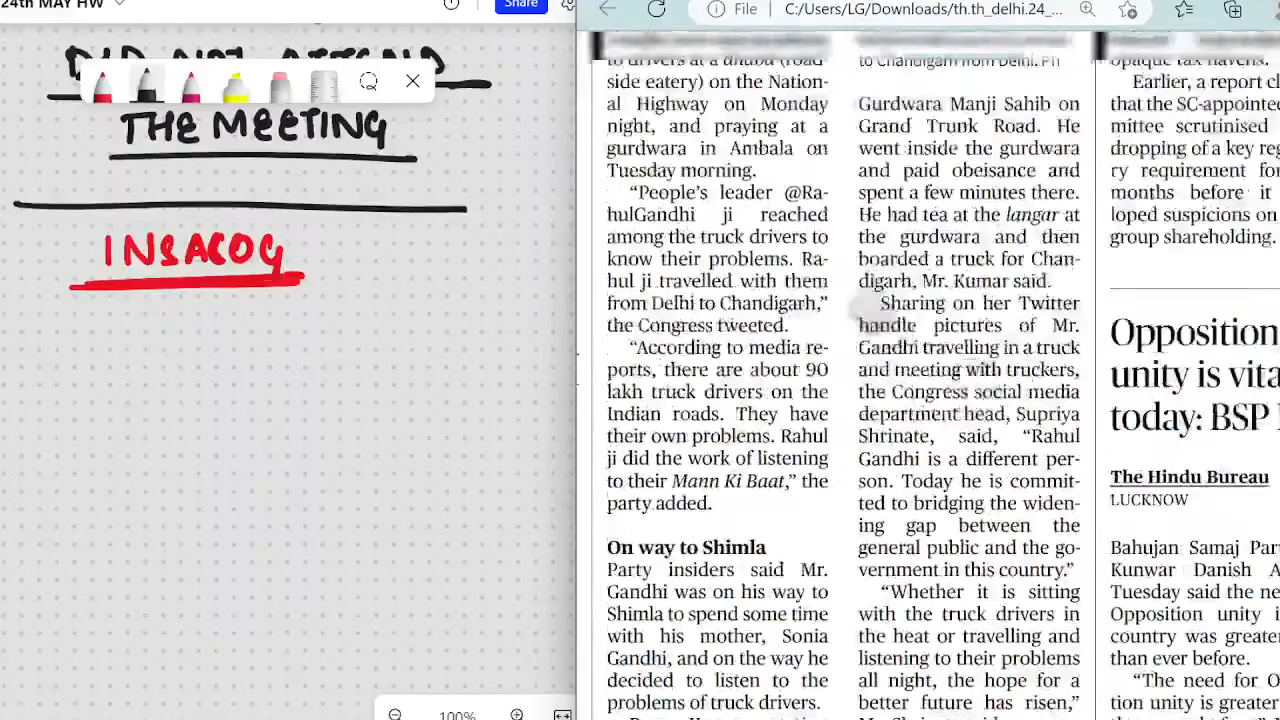 24th MAY HW
Share
DID NOT ATTEND
THE MEETING
INSACOG
100%
File
C:/Users/LG/Downloads/th.th_delhi.24_...
to drivers at a dhaba (road-
side eatery) on the Nation-
al Highway on Monday
night, and praying at a
gurdwara in Ambala on
Tuesday morning.
“People’s leader @Ra-
hulGandhi ji reached
among the truck drivers to
know their problems. Ra-
hul ji travelled with them
from Delhi to Chandigarh,”
the Congress tweeted.
“According to media re-
ports, there are about 90
lakh truck drivers on the
Indian roads. They have
their own problems. Rahul
ji did the work of listening
to their Mann Ki Baat,” the
party added.
On way to Shimla
Party insiders said Mr.
Gandhi was on his way to
Shimla to spend some time
with his mother, Sonia
Gandhi, and on the way he
decided to listen to the
problems of truck drivers.
to Chandigarh from Delhi. PTI
Gurdwara Manji Sahib on
Grand Trunk Road. He
went inside the gurdwara
and paid obeisance and
spent a few minutes there.
He had tea at the langar at
the gurdwara and then
boarded a truck for Chan-
digarh, Mr. Kumar said.
Sharing on her Twitter
handle pictures of Mr.
Gandhi travelling in a truck
and meeting with truckers,
the Congress social media
department head, Supriya
Shrinate, said, “Rahul
Gandhi is a different per-
son. Today he is commit-
ted to bridging the widen-
ing gap between the
general public and the go-
vernment in this country.”
“Whether it is sitting
with the truck drivers in
the heat or travelling and
listening to their problems
all night, the hope for a
better future has risen,”
opaque tax havens.
Earlier, a report cl
that the SC-appointe
mittee scrutinised
dropping of a key reg
ry requirement for
months before it
loped suspicions on
group shareholding.
Opposition
unity is vita
today: BSP
The Hindu Bureau
LUCKNOW
Bahujan Samaj Par
Kunwar Danish A
Tuesday said the ne
Opposition unity i
country was greate
than ever before.
“The need for O
tion unity is greater